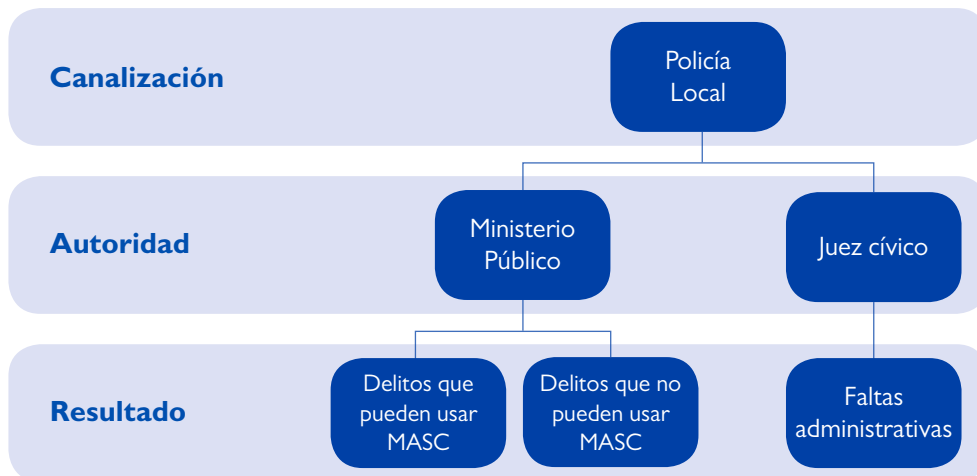 Canalización
Policía
Local
Autoridad
Ministerio
Público
Juez cívico
Resultado
Delitos que
pueden usar
MASC
Delitos que no
pueden usar
MASC
Faltas
administrativas